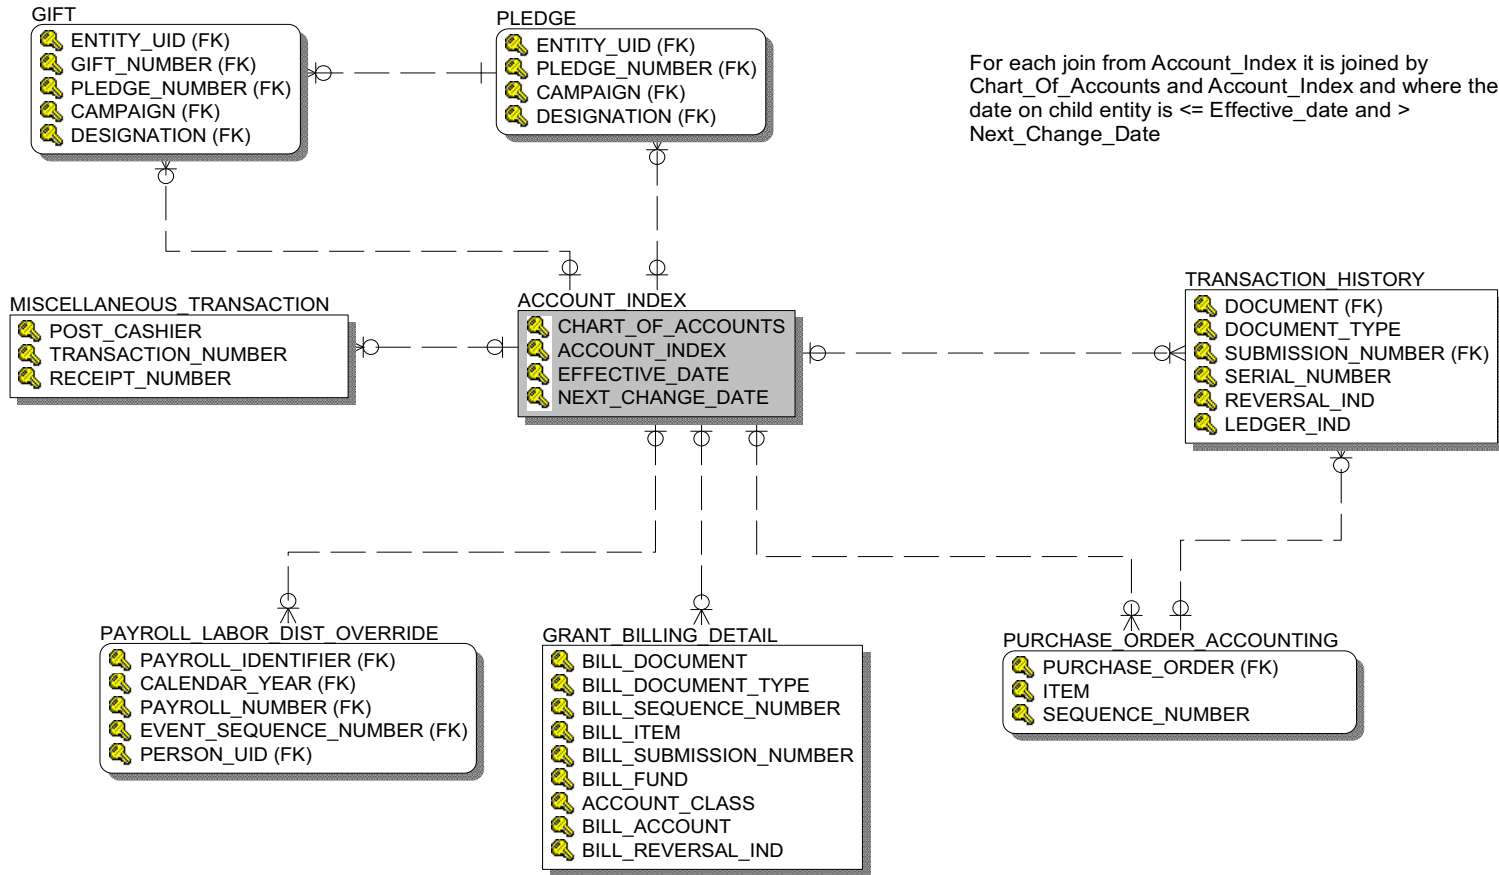 GIFT
ENTITY_UID (FK)
GIFT_NUMBER (FK)
PLEDGE_NUMBER (FK)
CAMPAIGN (FK)
DESIGNATION (FK)
PLEDGE
ENTITY_UID (FK)
PLEDGE_NUMBER (FK)
CAMPAIGN (FK)
DESIGNATION (FK)
For each join from Account_Index it is joined by
Chart_Of_Accounts and Account_Index and where the
date on child entity is <= Effective_date and >
Next_Change_Date
MISCELLANEOUS_TRANSACTION
POST_CASHIER
TRANSACTION_NUMBER
RECEIPT_NUMBER
ACCOUNT_INDEX
CHART_OF_ACCOUNTS
ACCOUNT_INDEX
EFFECTIVE_DATE
NEXT_CHANGE_DATE
TRANSACTION_HISTORY
DOCUMENT (FK)
DOCUMENT_TYPE
SUBMISSION_NUMBER (FK)
SERIAL_NUMBER
REVERSAL_IND
LEDGER_IND
PAYROLL_LABOR_DIST_OVERRIDE
PAYROLL_IDENTIFIER (FK)
CALENDAR_YEAR (FK)
PAYROLL_NUMBER (FK)
EVENT_SEQUENCE_NUMBER (FK)
PERSON_UID (FK)
GRANT_BILLING_DETAIL
BILL_DOCUMENT
BILL_DOCUMENT_TYPE
BILL_SEQUENCE_NUMBER
BILL_ITEM
BILL_SUBMISSION_NUMBER
BILL_FUND
ACCOUNT_CLASS
BILL_ACCOUNT
BILL_REVERSAL_IND
PURCHASE_ORDER_ACCOUNTING
PURCHASE_ORDER (FK)
ITEM
SEQUENCE_NUMBER